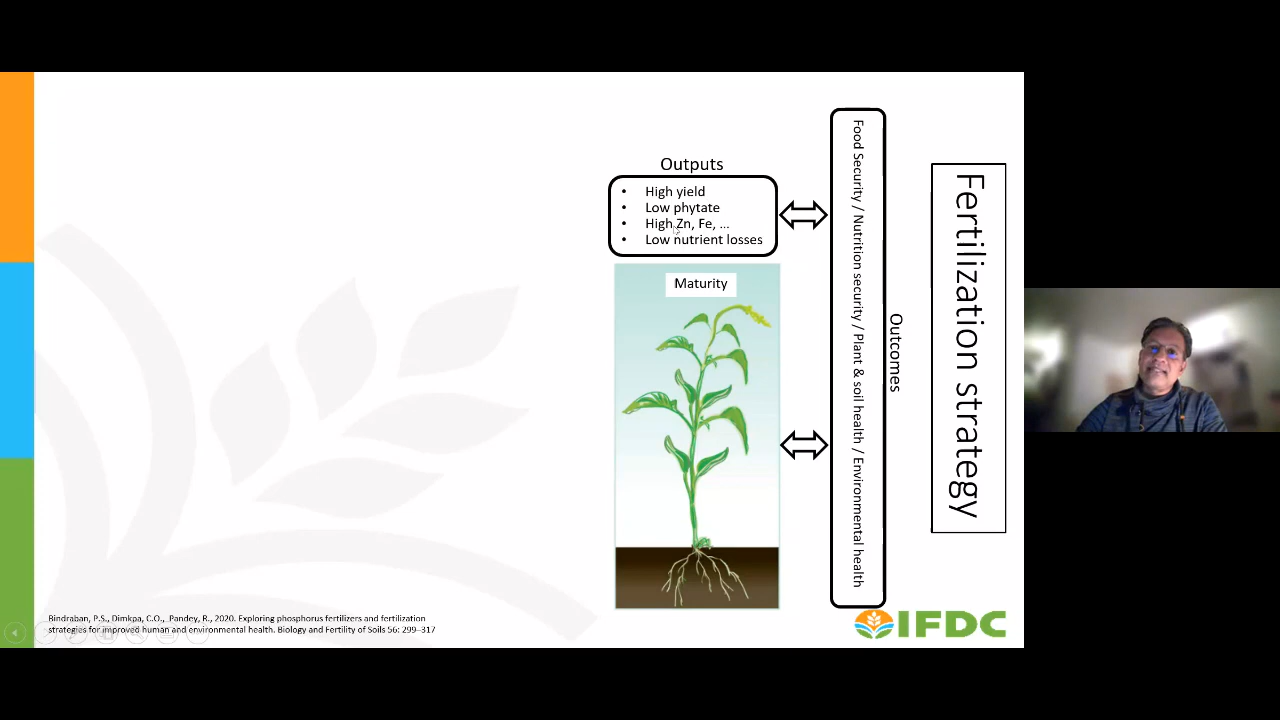 Outputs
• High yield
• Low phytate
• High Zn, Fe, ...
• Low nutrient losses
Maturity
Food Security / Nutrition security / Plant & soil health / Environmental health
Outcomes
Fertilization strategy
Bindraban, P.S., Dimkpa, C.O., Pandey, R., 2020. Exploring phosphorus fertilizers and fertilization
strategies for improved human and environmental health. Biology and Fertility of Soils 56: 299–317
IFDC